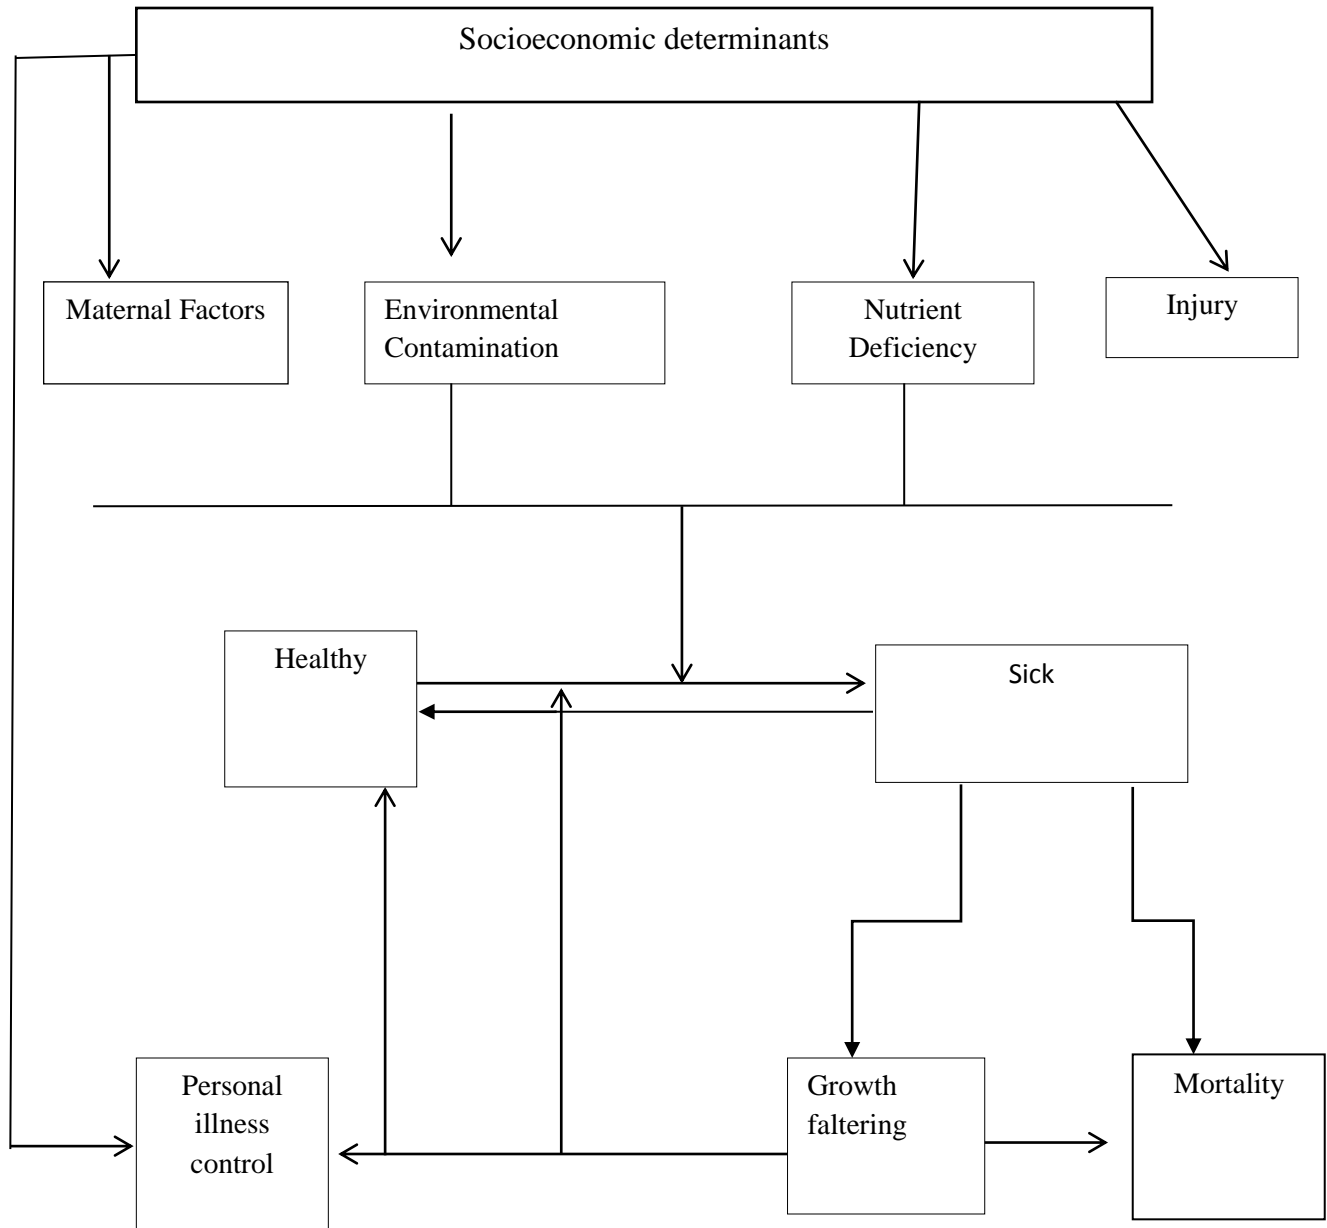 Socioeconomic determinants
Maternal Factors
Environmental
Contamination
Nutrient
Deficiency
Injury
Healthy
Sick
Personal
illness
control
Growth
faltering
Mortality